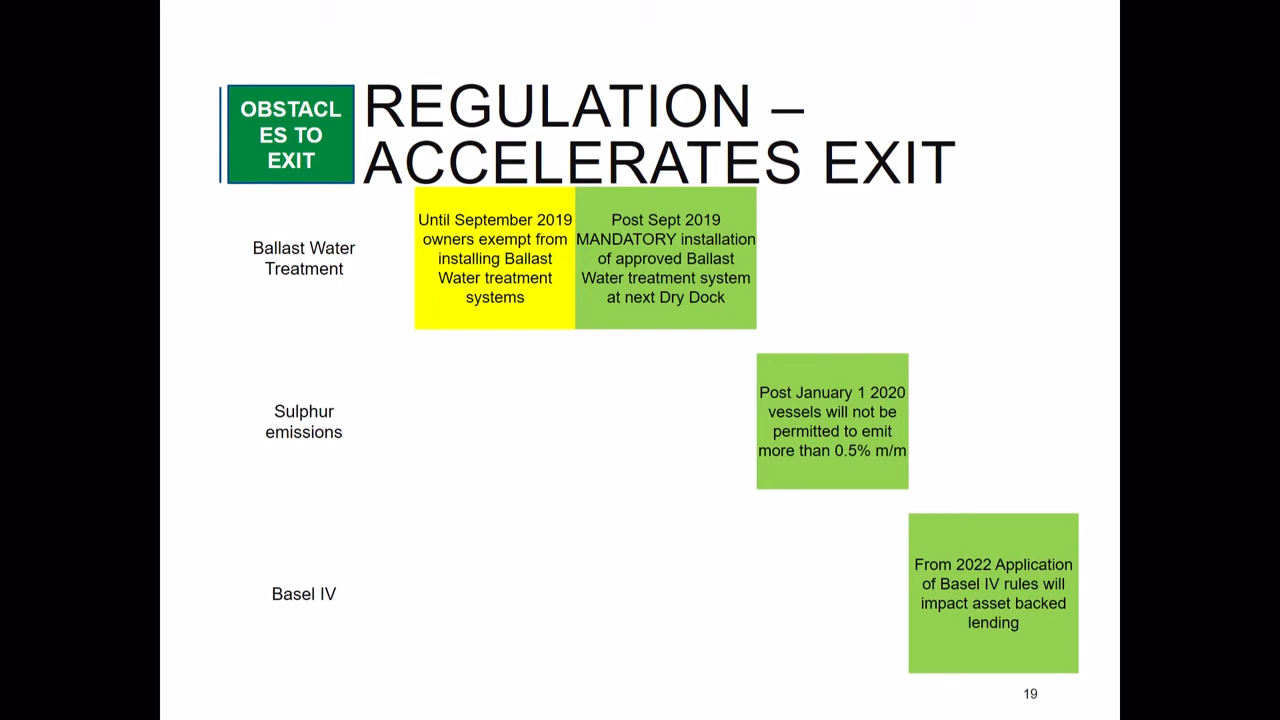 OBSTACL
ES TO
EXIT
REGULATION –
ACCELERATES EXIT
Ballast Water
Treatment
Until September 2019
owners exempt from
installing Ballast
Water treatment
systems
Post Sept 2019
MANDATORY installation
of approved Ballast
Water treatment system
at next Dry Dock
Sulphur
emissions
Post January 1 2020
vessels will not be
permitted to emit
more than 0.5% m/m
Basel IV
From 2022 Application
of Basel IV rules will
impact asset backed
lending
19